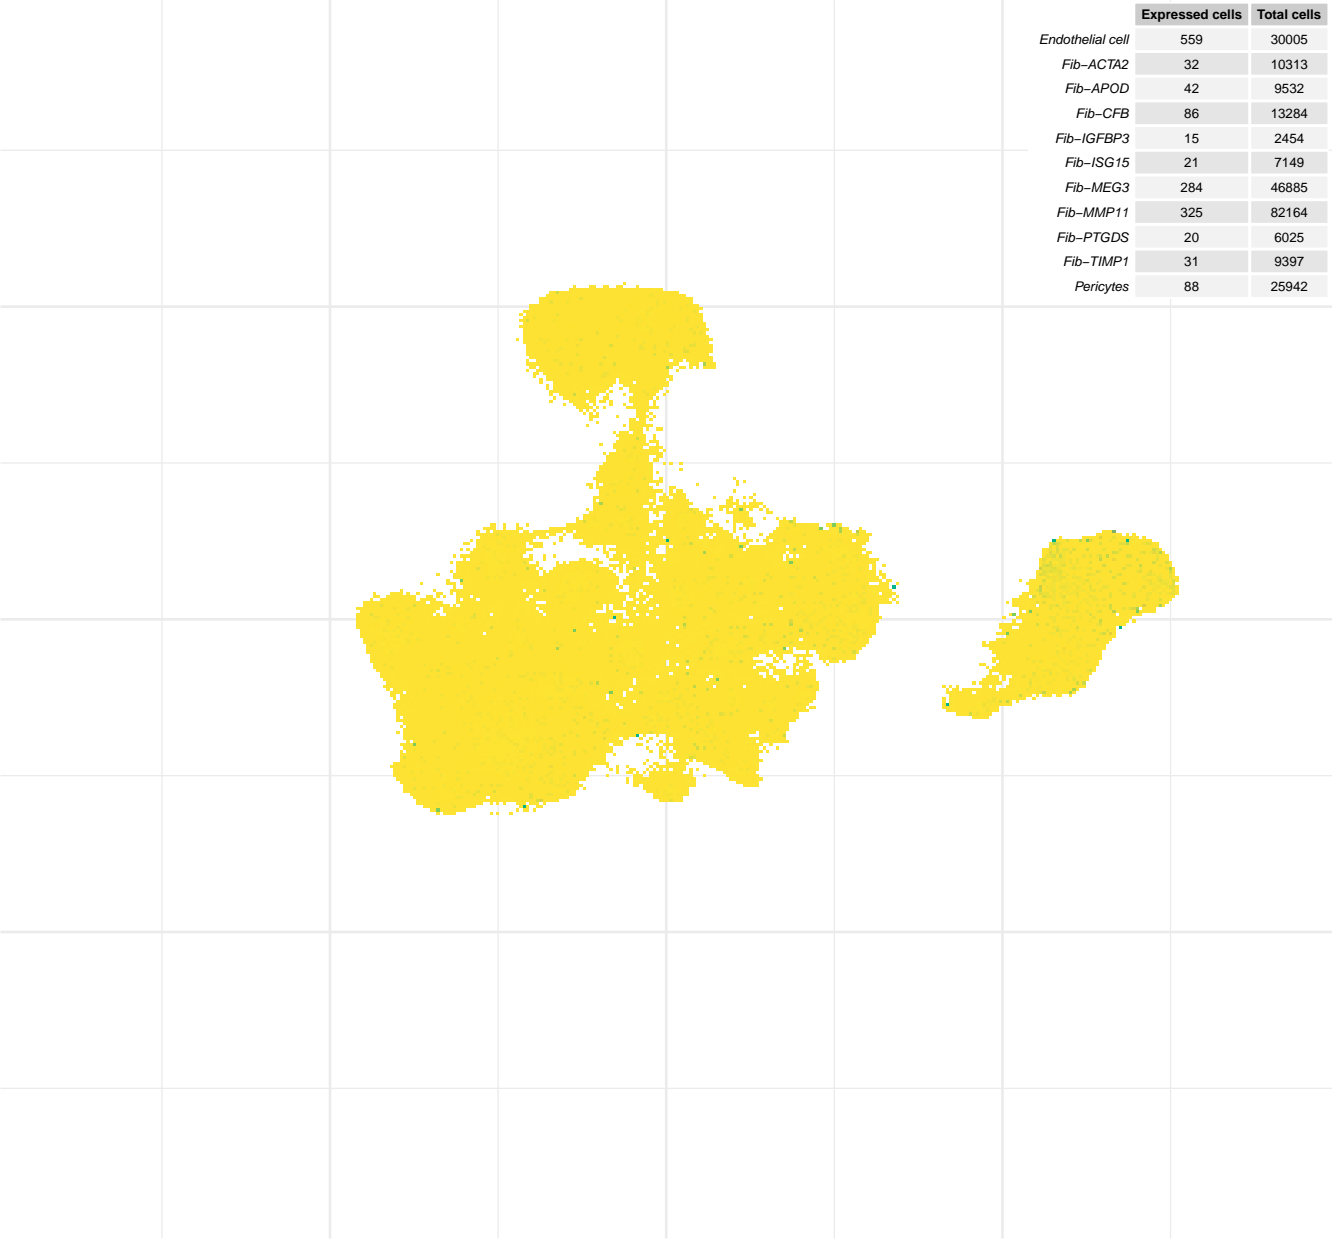 Expressed cells Total cells
Endothelial cell 559 30005
Fib−ACTA2 32 10313
Fib−APOD 42 9532
Fib−CFB 86 13284
Fib−IGFBP3 15 2454
Fib−ISG15 21 7149
Fib−MEG3 284 46885
Fib−MMP11 325 82164
Fib−PTGDS 20 6025
Fib−TIMP1 31 9397
Pericytes 88 25942